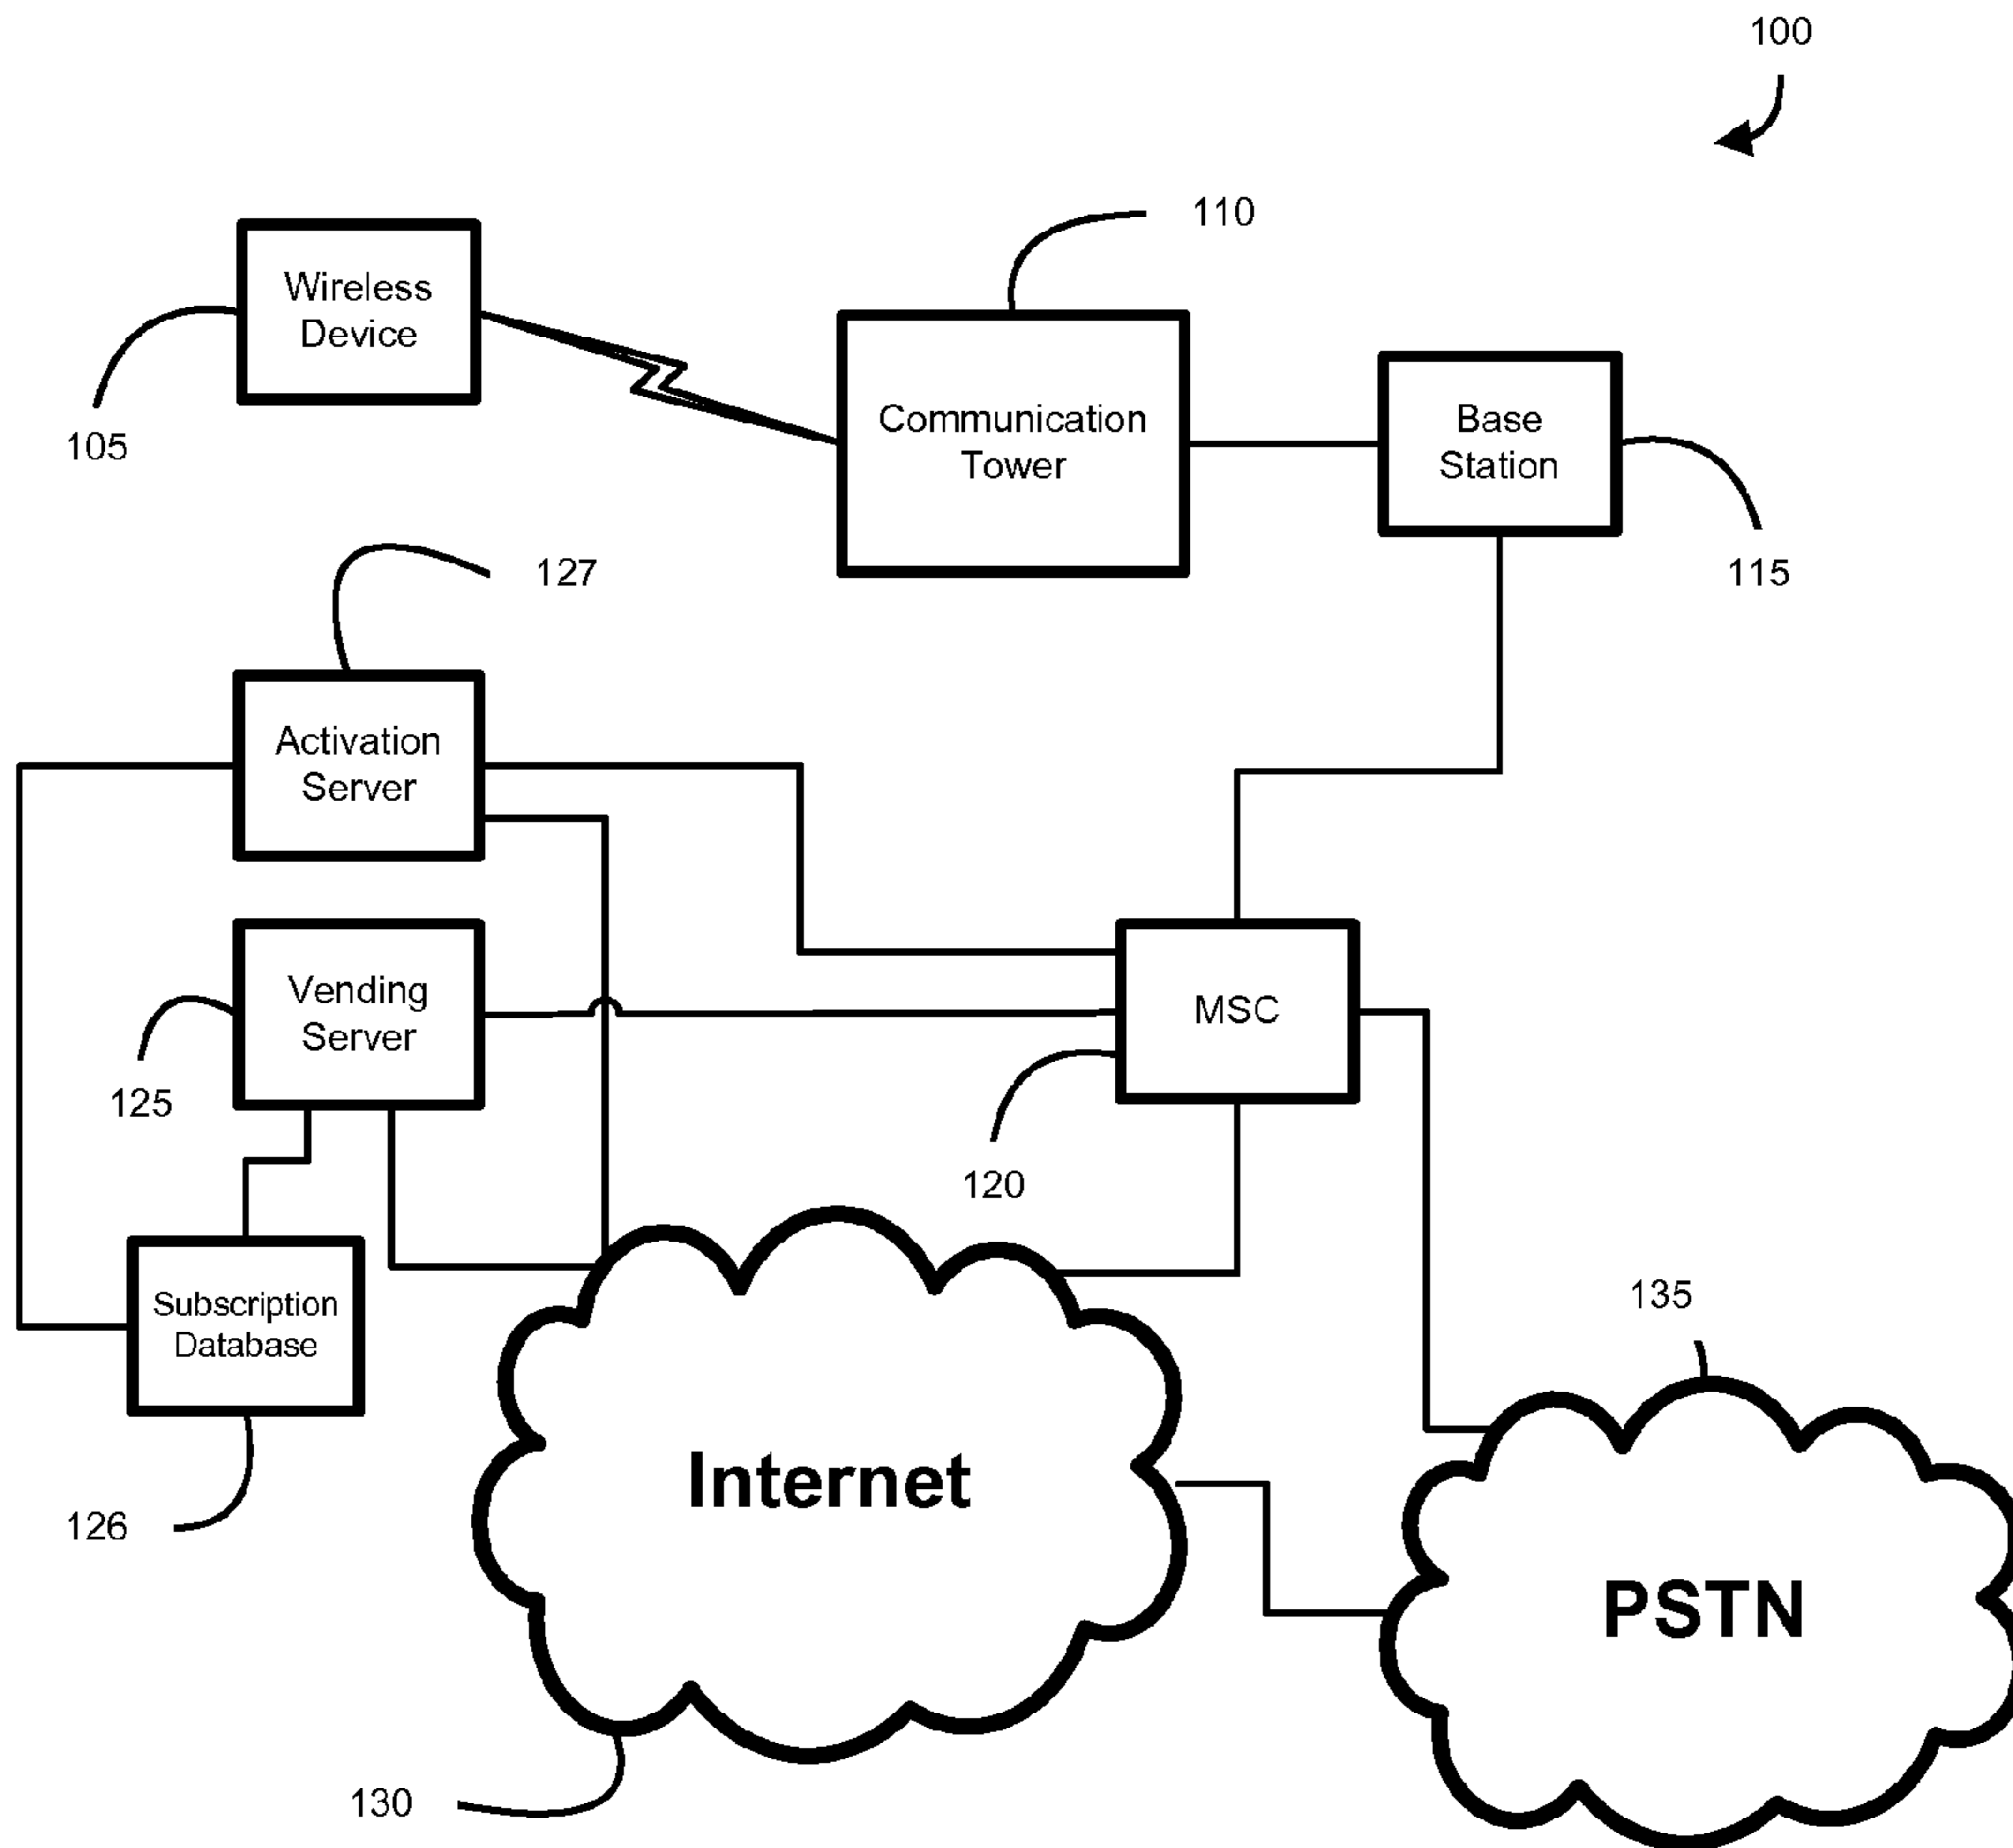 100
110
Wireless
Device
Communication
Tower
Base
Station
105
127
115
Activation
Server
Vending
Server
MSC
125
120
Subscription
Database
135
Internet
126
PSTN
130